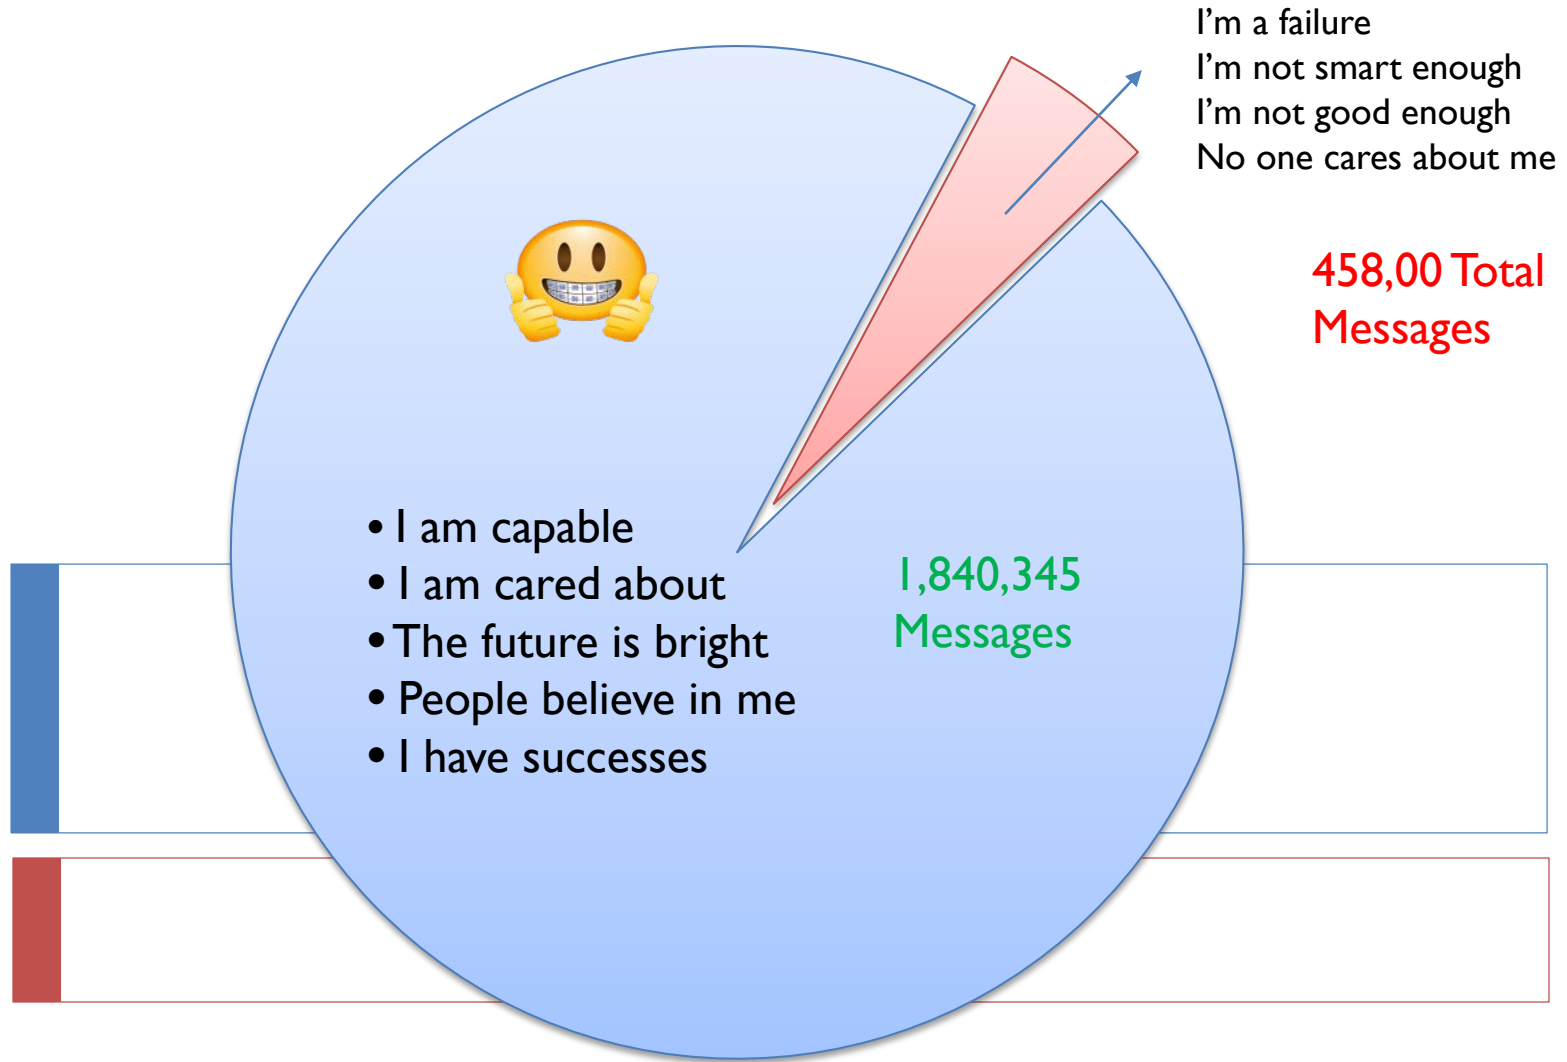 I’m a failure
I’m not smart enough
I’m not good enough
No one cares about me
458,00 Total
Messages
• I am capable
• I am cared about
• The future is bright
• People believe in me
• I have successes
1,840,345
Messages